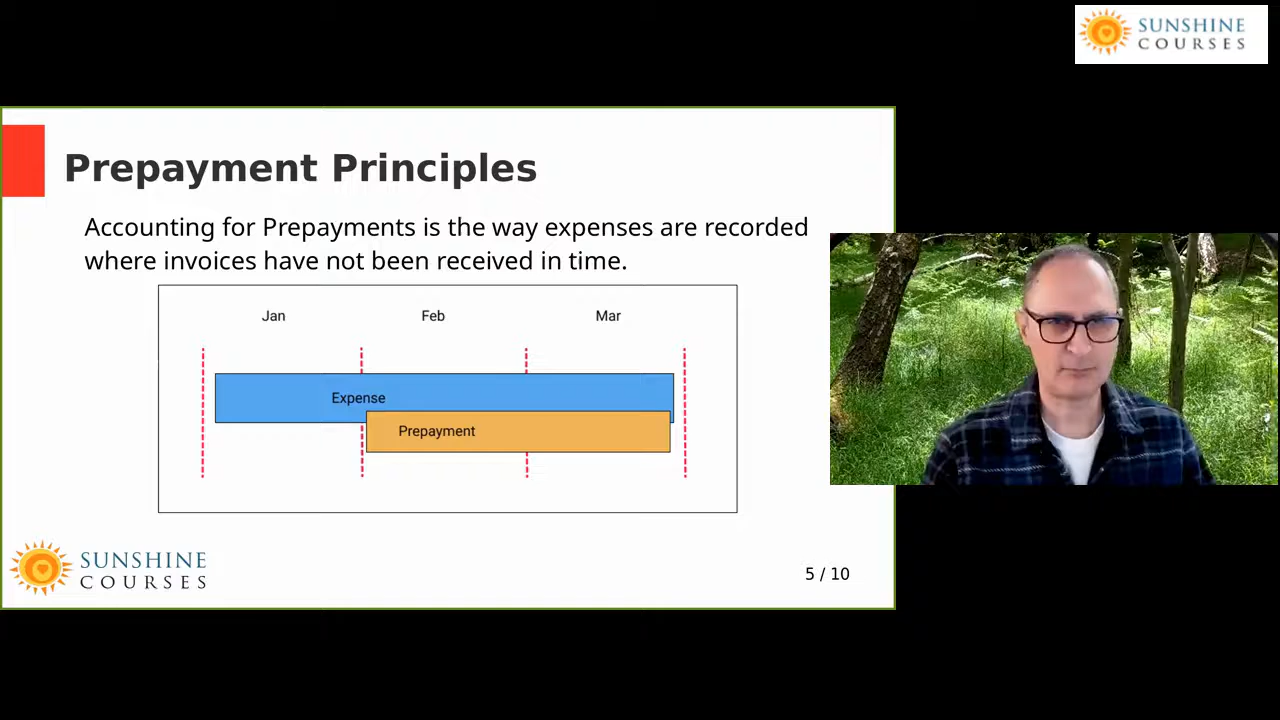 SUNSHINE
COURSES
Prepayment Principles
Accounting for Prepayments is the way expenses are recorded
where invoices have not been received in time.
Jan Feb Mar
Expense
Prepayment
SUNSHINE
COURSES
5 / 10